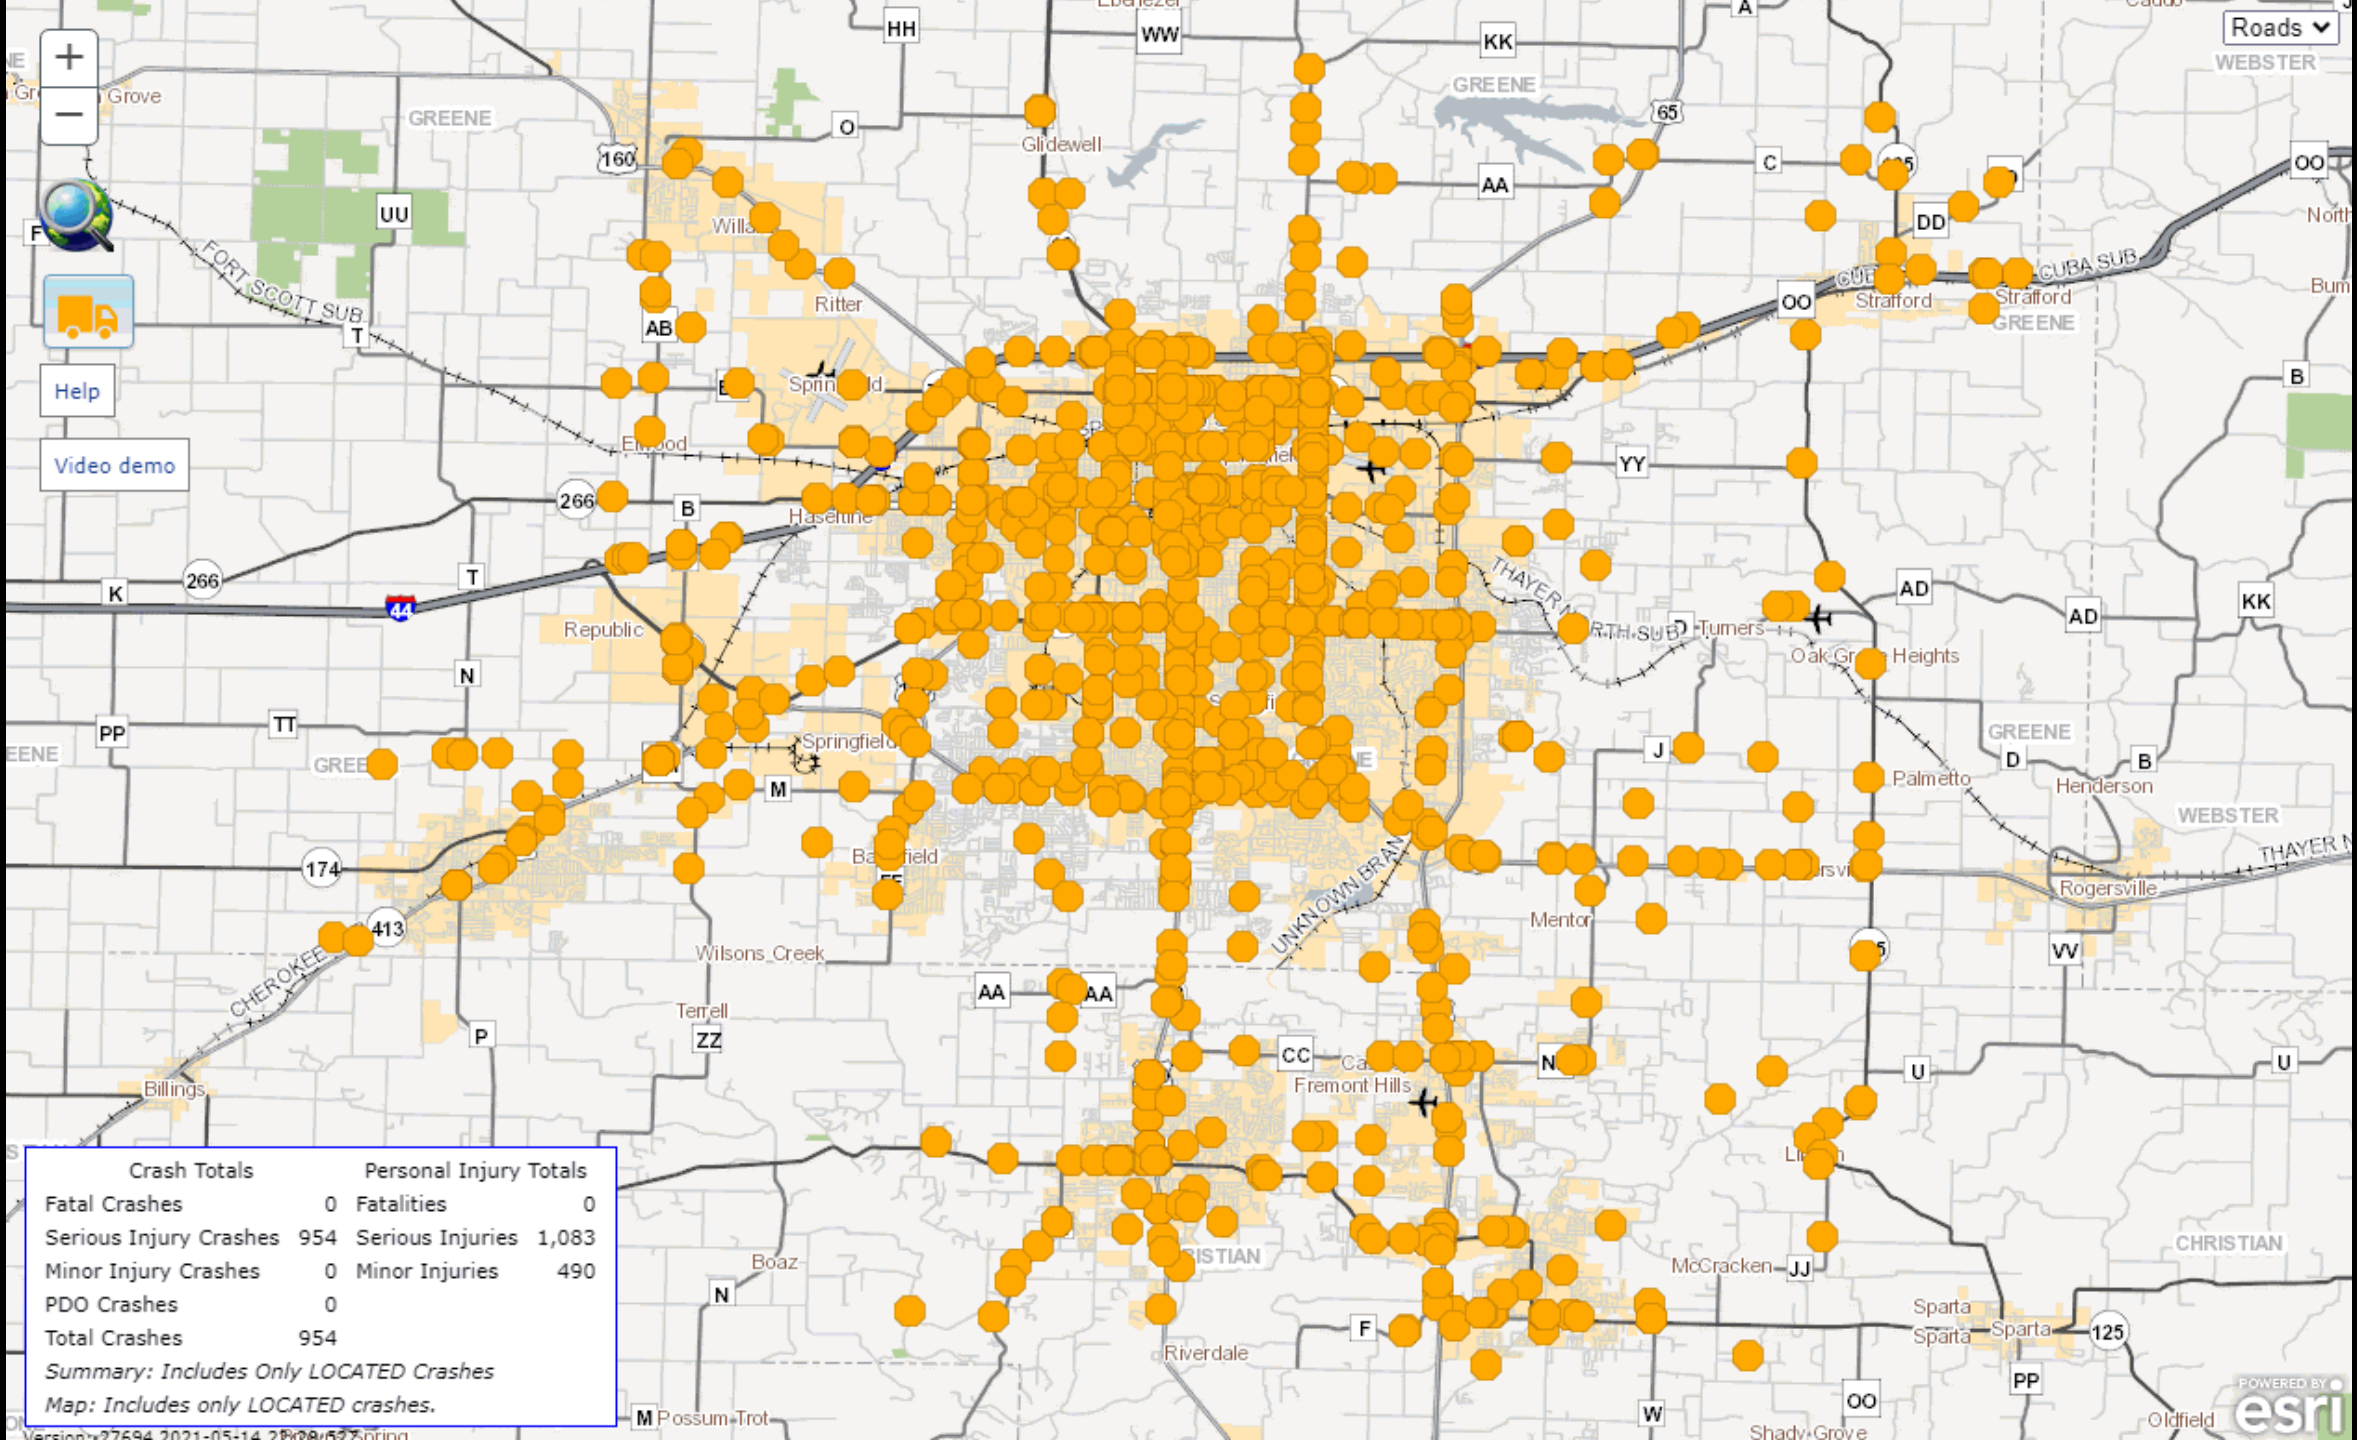 Ebenezer
A
Caddo
HH
WW
KK
Roads
GREENE
WEBSTER
Grove
65
GREENE
O
Glidewell
160
C
OO
AA
UU
DD
North
F
FORT SCOTT SUB
CUBA SUB
Ritter
OO
Strafford
Strafford
GREENE
T
AB
Help
B
Video demo
YY
266
B
Haseltine
THAYER NORTH SUB
K
266
T
44
AD
AD
KK
Republic
Turners
Oak Grove Heights
N
PP
TT
Springfield
GREENE
J
D
B
Palmetto
Henderson
M
WEBSTER
174
THAYER N
Rogersville
UNKNOWN BRAN
Mentor
413
Wilsons Creek
VV
CHEROKEE
AA
AA
Terrell
ZZ
P
CC
Fremont Hills
U
U
Billings
Crash Totals Personal Injury Totals
Fatal Crashes 0 Fatalities 0
Serious Injury Crashes 954 Serious Injuries 1,083
Minor Injury Crashes 0 Minor Injuries 490
PDO Crashes 0
Total Crashes 954
Summary: Includes Only LOCATED Crashes
Map: Includes only LOCATED crashes.
Boaz
N
McCracken
JJ
CHRISTIAN
Sparta
Sparta
Sparta
125
F
Riverdale
PP
OO
W
M
Possum Trot
Shady Grove
Oldfield
POWERED BY
esri